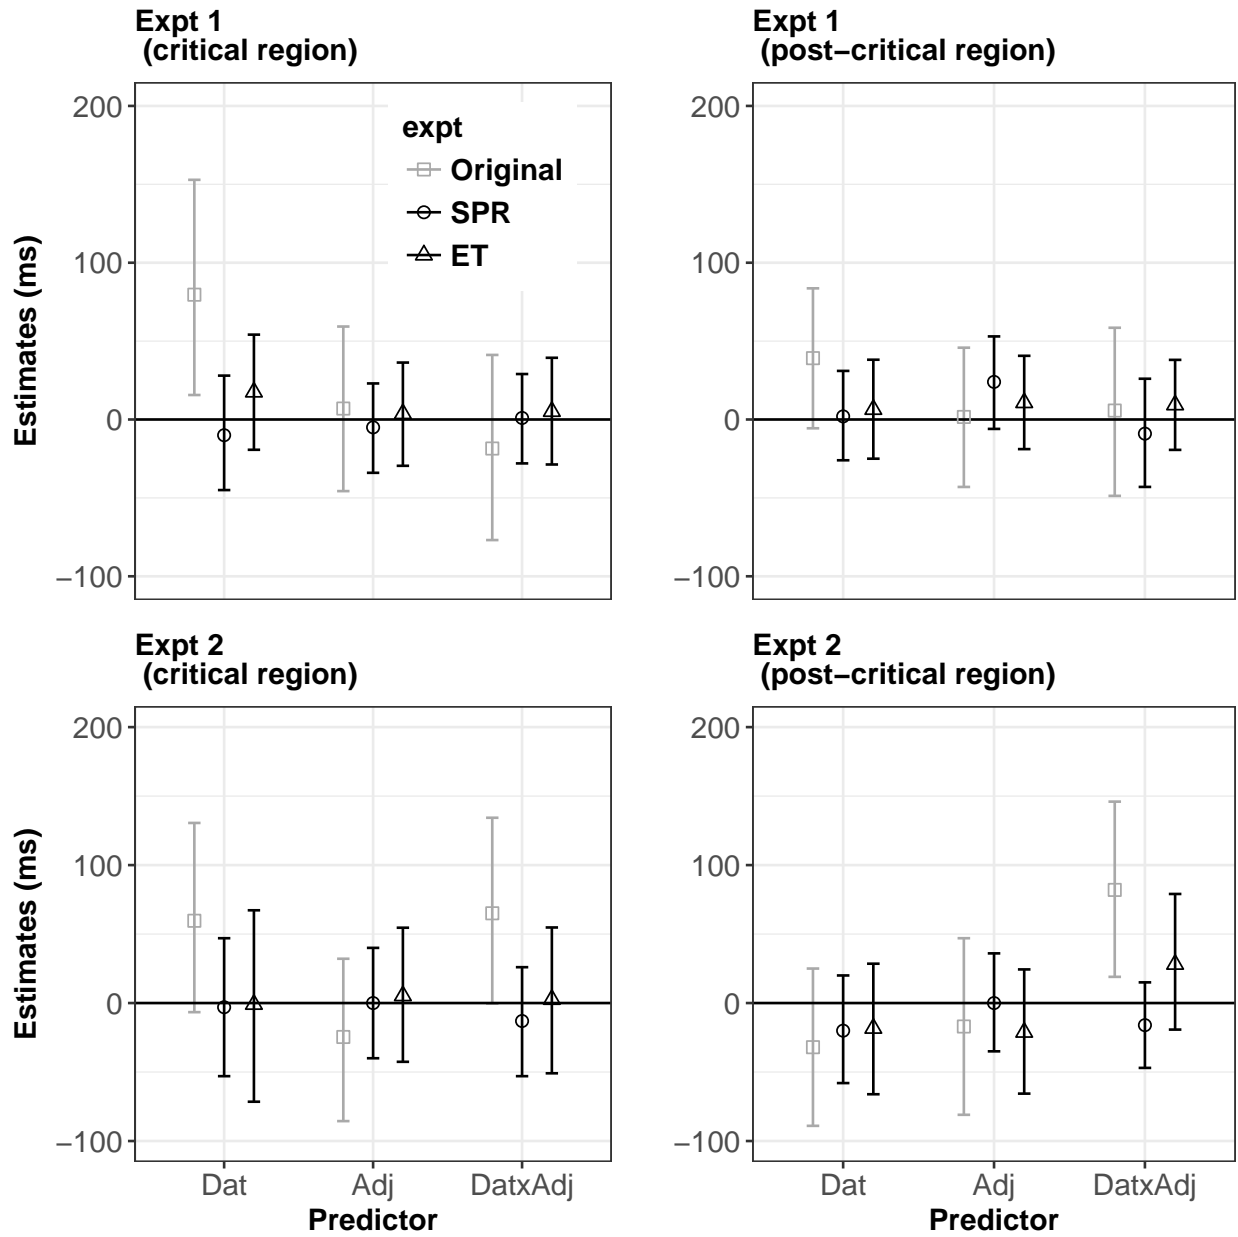 Expt 1
(critical region)
Expt 1
(post−critical region)
Estimates (ms)
200
100
0
−100
expt
Original
SPR
ET
200
100
0
−100
Expt 2
(critical region)
Expt 2
(post−critical region)
Estimates (ms)
200
100
0
−100
Dat
Adj
DatxAdj
Predictor
200
100
0
−100
Dat
Adj
DatxAdj
Predictor